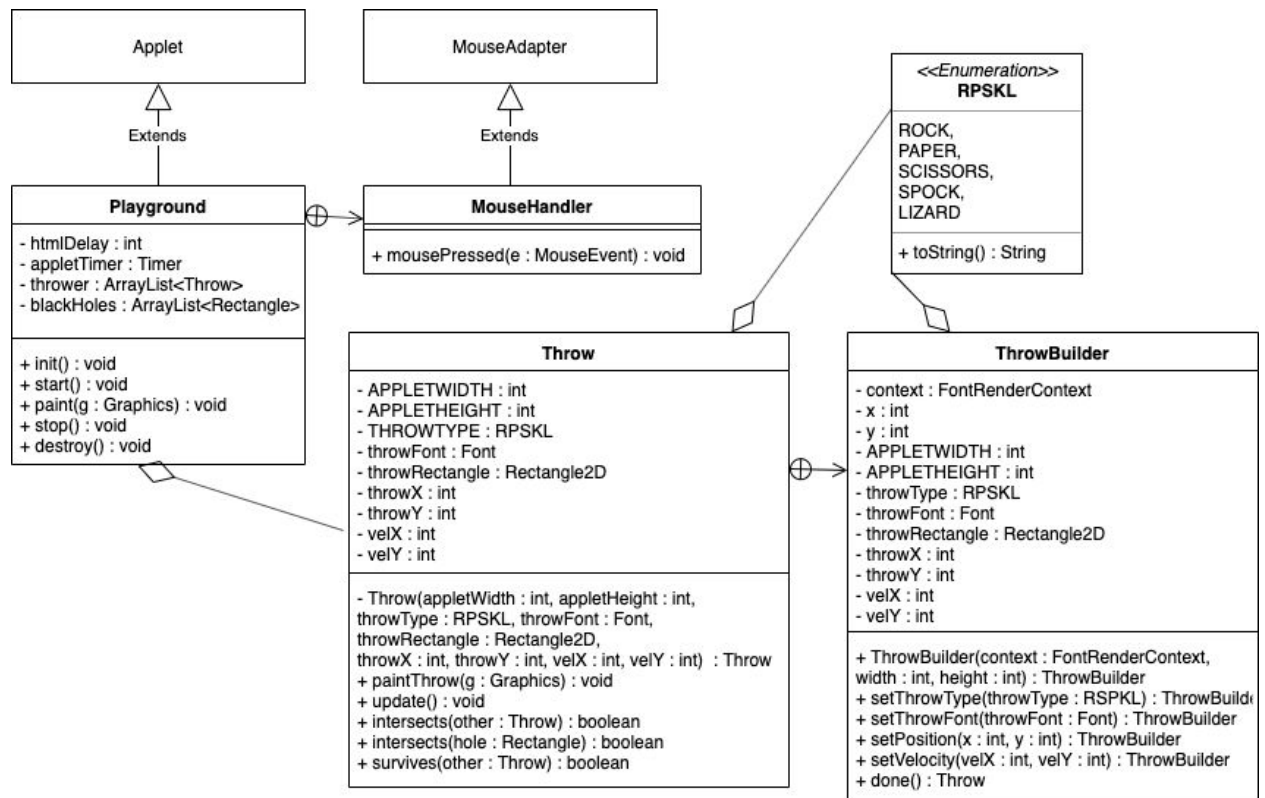 Applet
MouseAdapter
Extends
Extends
<<Enumeration>>
RPSKL
ROCK,
PAPER,
SCISSORS,
SPOCK,
LIZARD
+ toString() : String
Playground
- htmlDelay : int
- appletTimer : Timer
- thrower : ArrayList<Throw>
- blackHoles : ArrayList<Rectangle>
+ init() : void
+ start() : void
+ paint(g : Graphics) : void
+ stop() : void
+ destroy() : void
MouseHandler
+ mousePressed(e : MouseEvent) : void
Throw
- APPLETWIDTH : int
- APPLETHEIGHT : int
- THROWTYPE : RPSKL
- throwFont : Font
- throwRectangle : Rectangle2D
- throwX : int
- throwY : int
- velX : int
- velY : int
- Throw(appletWidth : int, appletHeight : int,
throwType : RPSKL, throwFont : Font,
throwRectangle : Rectangle2D,
throwX : int, throwY : int, velX : int, velY : int) : Throw
+ paintThrow(g : Graphics) : void
+ update() : void
+ intersects(other : Throw) : boolean
+ intersects(hole : Rectangle) : boolean
+ survives(other : Throw) : boolean
ThrowBuilder
- context : FontRenderContext
- x : int
- y : int
- APPLETWIDTH : int
- APPLETHEIGHT : int
- throwType : RPSKL
- throwFont : Font
- throwRectangle : Rectangle2D
- throwX : int
- throwY : int
- velX : int
- velY : int
+ ThrowBuilder(context : FontRenderContext,
width : int, height : int) : ThrowBuilder
+ setThrowType(throwType : RSPKL) : ThrowBuilde
+ setThrowFont(throwFont : Font) : ThrowBuilder
+ setPosition(x : int, y : int) : ThrowBuilder
+ setVelocity(velX : int, velY : int) : ThrowBuilder
+ done() : Throw